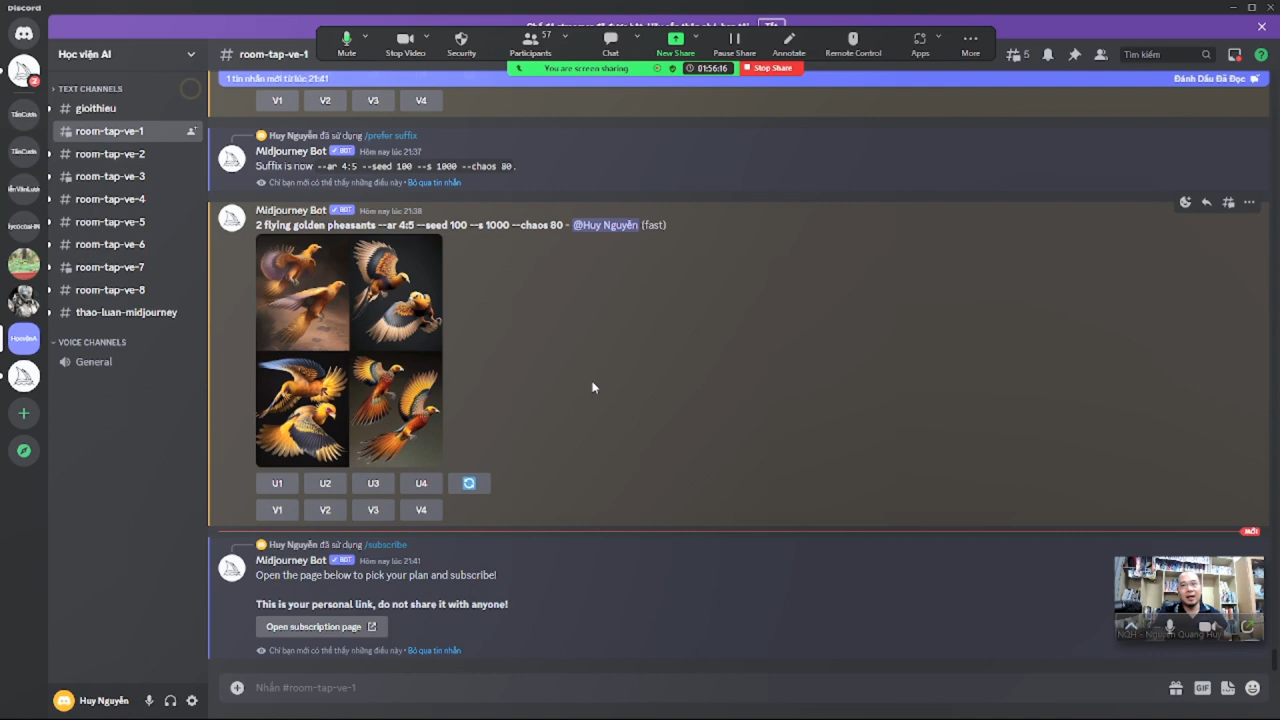 Discord
Mute
Stop Video
Security
Participants
57
Chat
New Share
Pause Share
Annotate
Remote Control
Apps
More
You are screen sharing
01:56:16
Stop Share
Học viện AI
room-tap-ve-1
5
Tìm kiếm
1 tin nhắn mới từ lúc 21:41
Đánh Dấu Đã Đọc
TEXT CHANNELS
gioithieu
room-tap-ve-1
room-tap-ve-2
room-tap-ve-3
room-tap-ve-4
room-tap-ve-5
room-tap-ve-6
room-tap-ve-7
room-tap-ve-8
thao-luan-midjourney
VOICE CHANNELS
General
2
V1
V2
V3
V4
Huy Nguyễn đã sử dụng /prefer suffix
Midjourney Bot BOT Hôm nay lúc 21:37
Suffix is now --ar 4:5 --seed 100 --s 1000 --chaos 80.
Chỉ bạn mới có thể thấy những điều này • Bỏ qua tin nhắn
Midjourney Bot BOT Hôm nay lúc 21:38
2 flying golden pheasants --ar 4:5 --seed 100 --s 1000 --chaos 80 - @Huy Nguyễn (fast)
U1
U2
U3
U4
V1
V2
V3
V4
MỚI
Huy Nguyễn đã sử dụng /subscribe
Midjourney Bot BOT Hôm nay lúc 21:41
Open the page below to pick your plan and subscribe!
This is your personal link, do not share it with anyone!
Open subscription page
Chỉ bạn mới có thể thấy những điều này • Bỏ qua tin nhắn
NQH - Nguyen Quang Huy
Huy Nguyễn
Nhắn #room-tap-ve-1
GIF